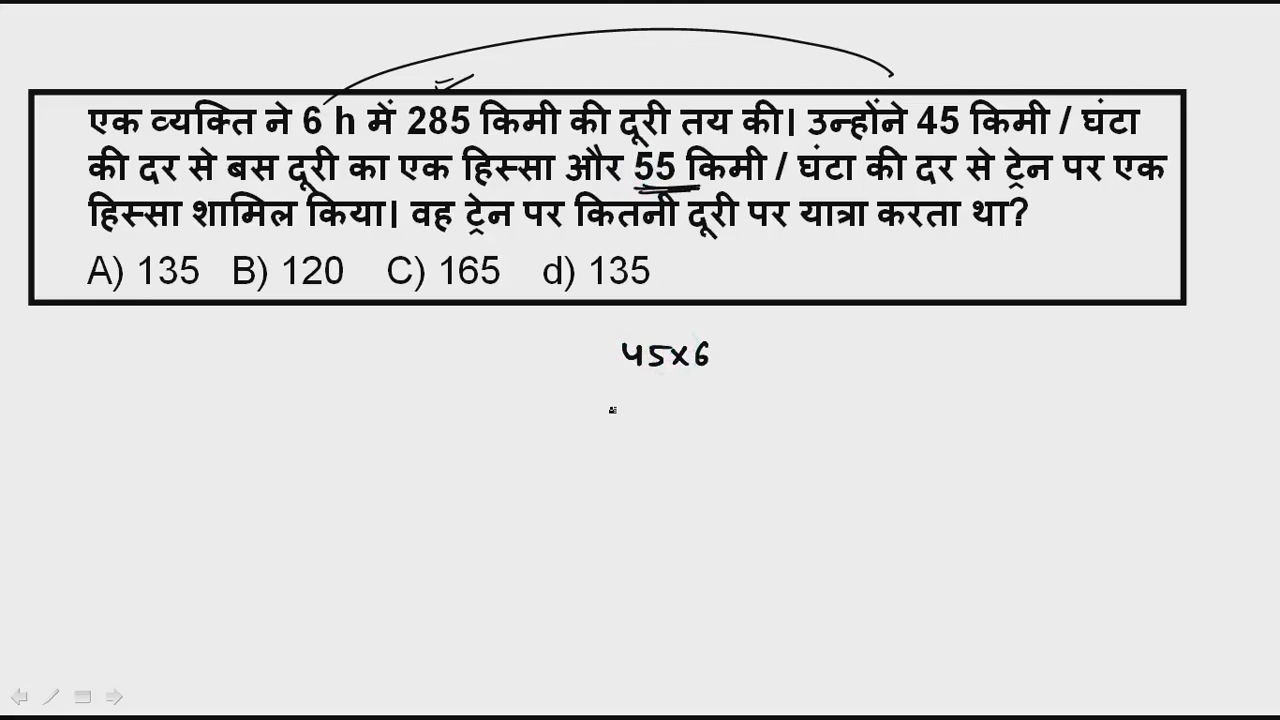 एक व्यक्ति ने 6 h में 285 किमी की दूरी तय की। उन्होंने 45 किमी / घंटा
की दर से बस दूरी का एक हिस्सा और 55 किमी / घंटा की दर से ट्रेन पर एक
हिस्सा शामिल किया। वह ट्रेन पर कितनी दूरी पर यात्रा करता था?
A) 135 B) 120 C) 165 d) 135
45x6